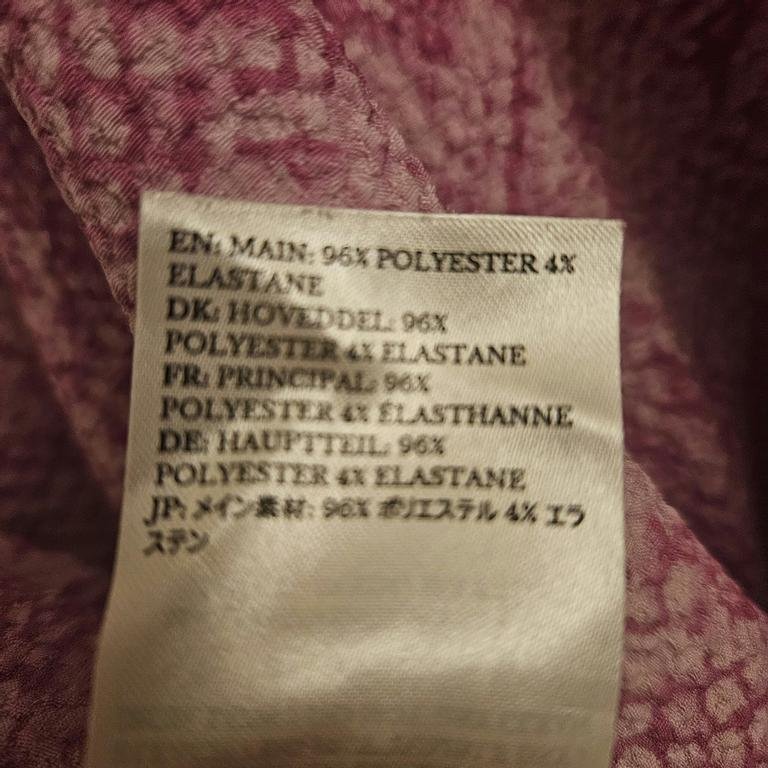 EN: MAIN: 96% POLYESTER 4%
ELASTANE
DK: HOVEDDEL: 96%
POLYESTER 4% ELASTANE
FR: PRINCIPAL: 96%
POLYESTER 4% ÉLASTHANNE
DE: HAUPTTEIL: 96%
POLYESTER 4% ELASTANE
JP: メイン素材: 96% ポリエステル 4% エラ
ステン